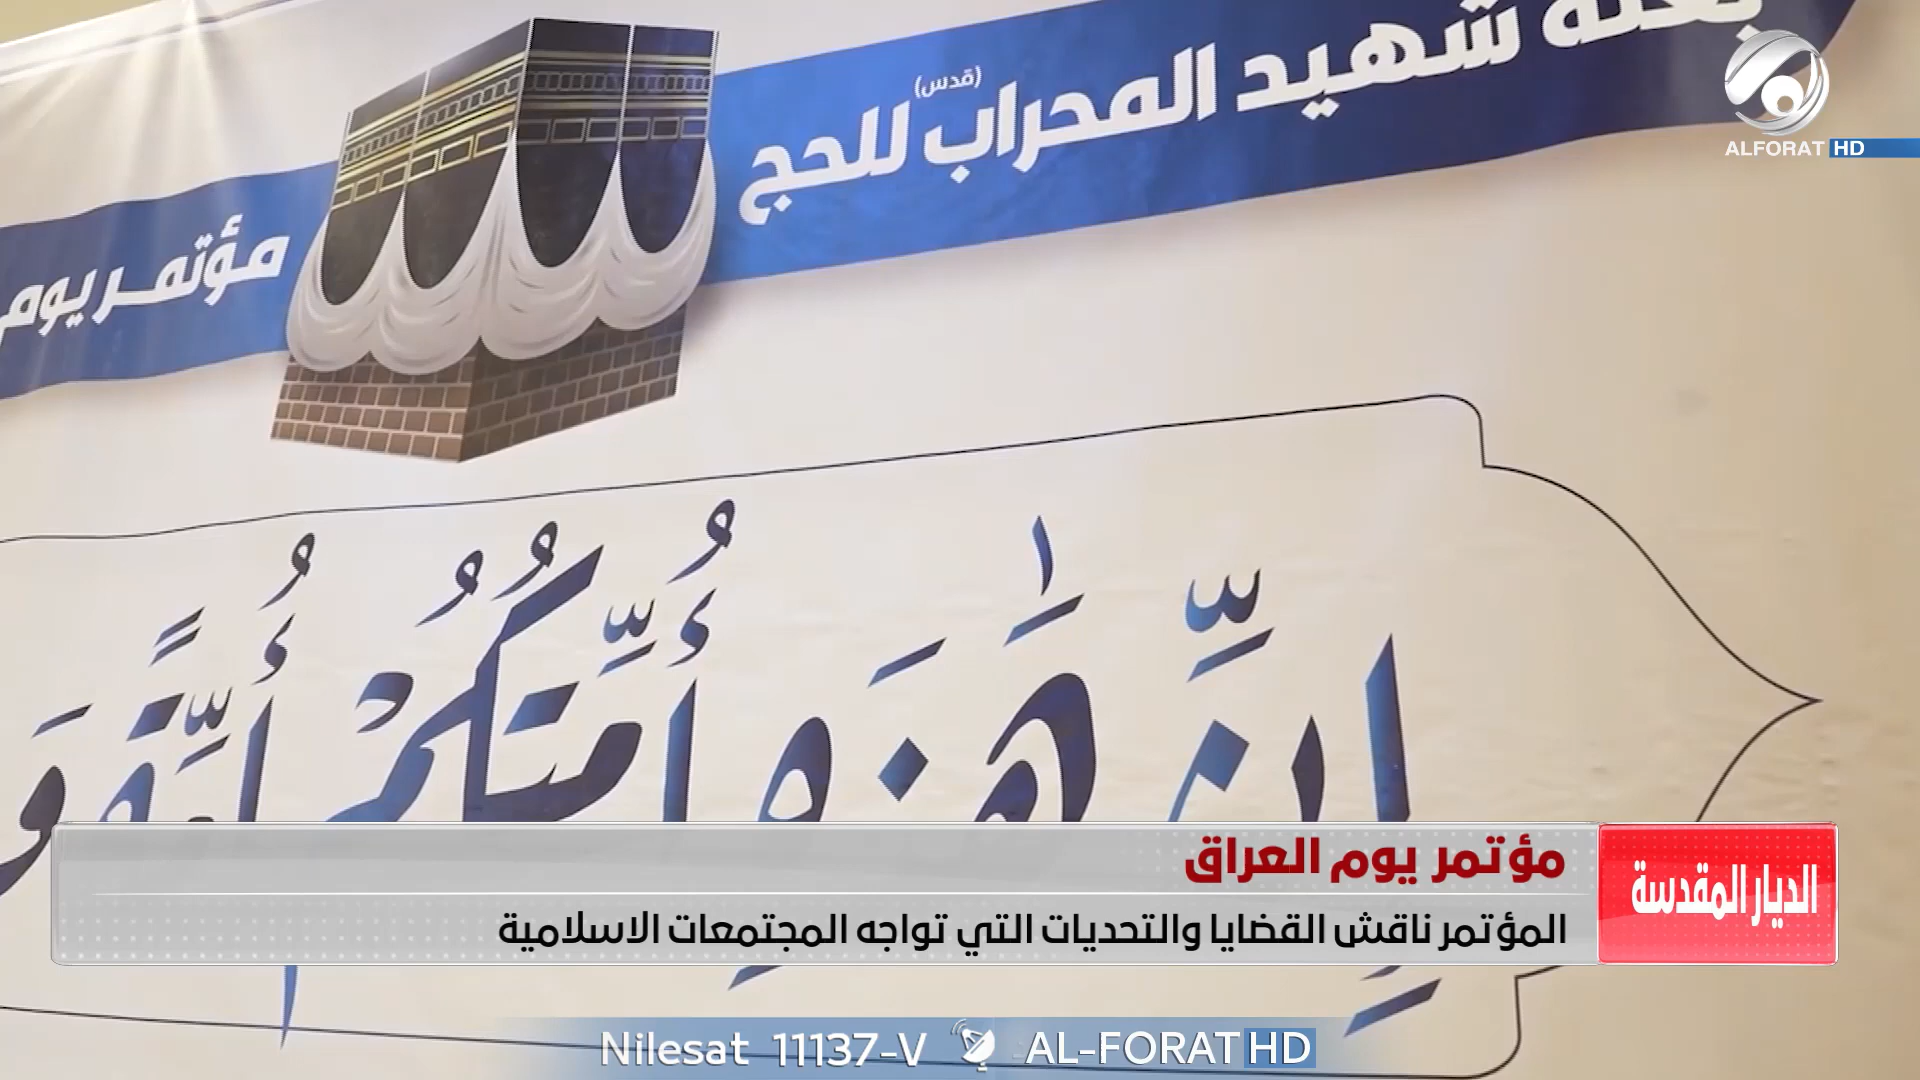 بعثة شهيد المحراب (قدس) للحج
مؤتمر يوم
ALFORAT HD
إِنَّ هَٰذِهِ أُمَّتُكُمْ أُمَّةً وَ
الديار المقدسة
مؤتمر يوم العراق
المؤتمر ناقش القضايا والتحديات التي تواجه المجتمعات الاسلامية
Nilesat 11137-V AL-FORAT HD